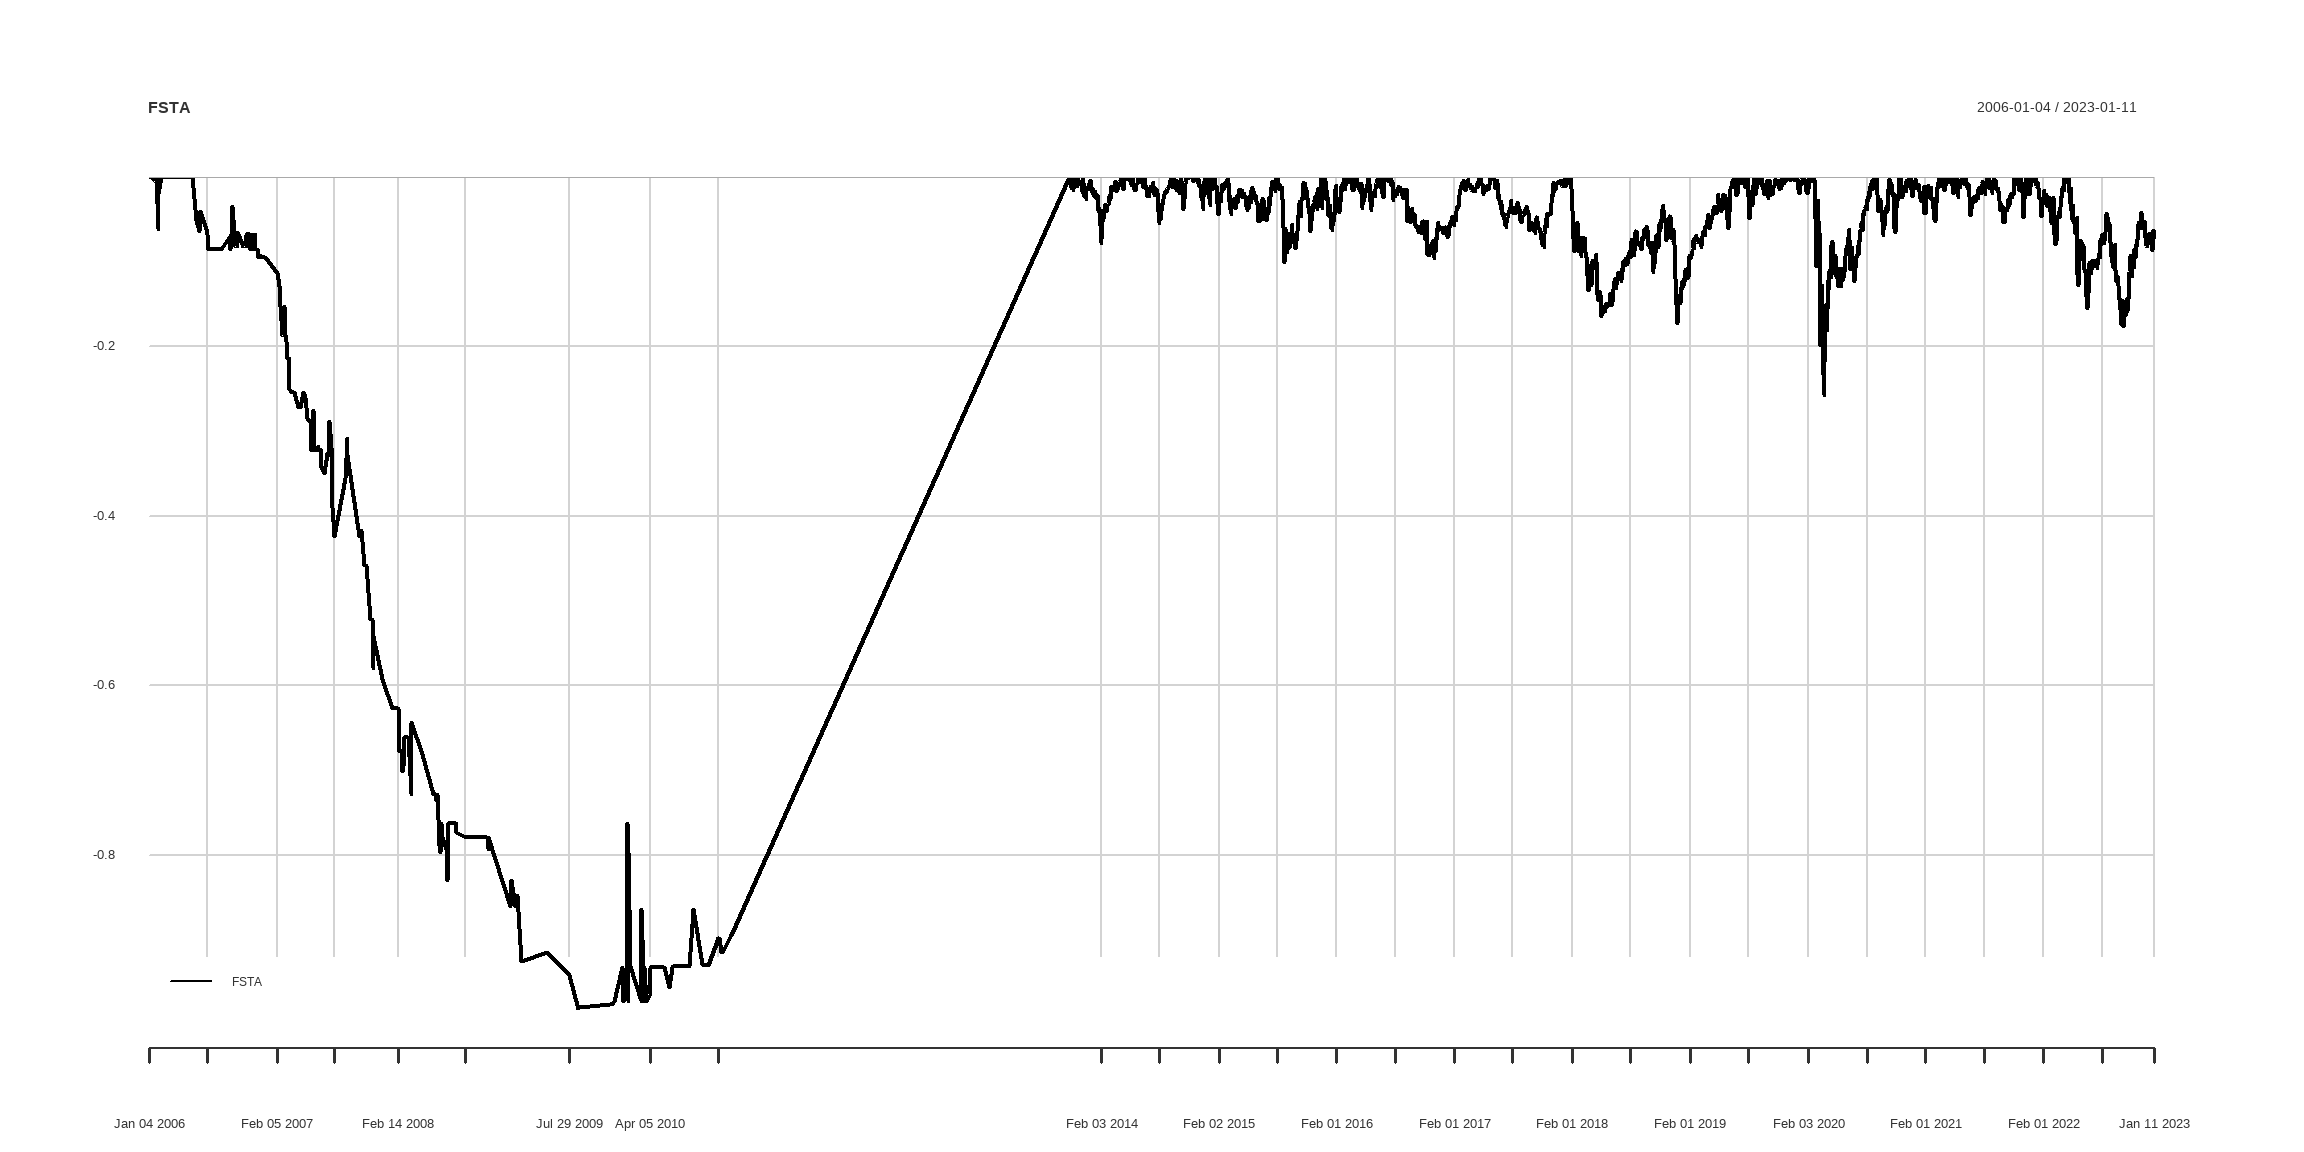 FSTA
2006-01-04 / 2023-01-11
-0.2
-0.4
-0.6
-0.8
FSTA
Jan 04 2006 Feb 05 2007 Feb 14 2008 Jul 29 2009 Apr 05 2010 Feb 03 2014 Feb 02 2015 Feb 01 2016 Feb 01 2017 Feb 01 2018 Feb 01 2019 Feb 03 2020 Feb 01 2021 Feb 01 2022 Jan 11 2023